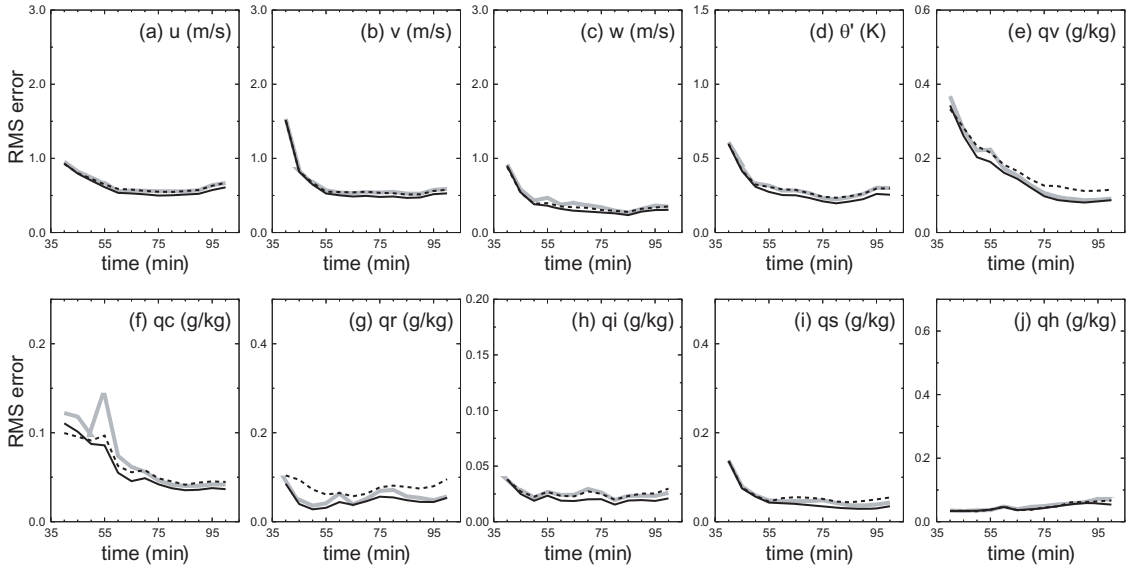 (a) u (m/s)
(b) v (m/s)
(c) w (m/s)
(d) θ' (K)
(e) qv (g/kg)
RMS error
3.0
2.0
1.0
0.0
3.0
2.0
1.0
0.0
3.0
2.0
1.0
0.0
1.5
1.0
0.5
0.0
0.6
0.4
0.2
0.0
35 55 75 95
35 55 75 95
35 55 75 95
35 55 75 95
35 55 75 95
time (min)
time (min)
time (min)
time (min)
time (min)
(f) qc (g/kg)
(g) qr (g/kg)
(h) qi (g/kg)
(i) qs (g/kg)
(j) qh (g/kg)
RMS error
0.2
0.1
0.0
0.4
0.2
0.0
0.20
0.15
0.10
0.05
0.025
0.00
0.4
0.2
0.0
0.6
0.4
0.2
0.0
35 55 75 95
35 55 75 95
35 55 75 95
35 55 75 95
35 55 75 95
time (min)
time (min)
time (min)
time (min)
time (min)